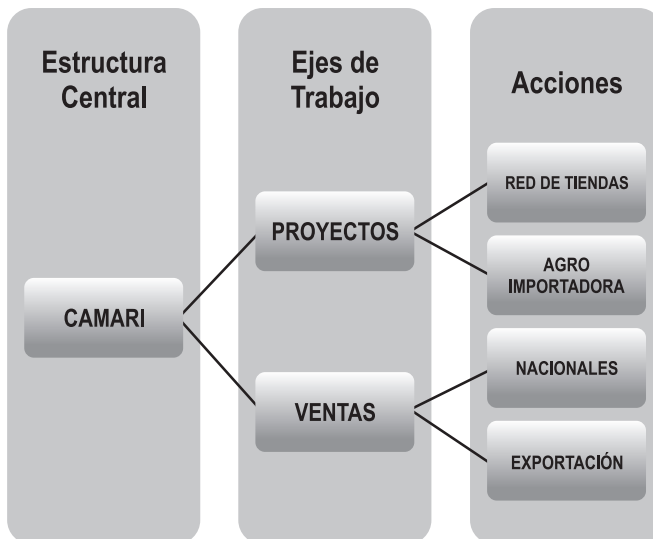 Estructura
Central
Ejes de
Trabajo
Acciones
CAMARI
PROYECTOS
VENTAS
RED DE TIENDAS
AGRO
IMPORTADORA
NACIONALES
EXPORTACIÓN